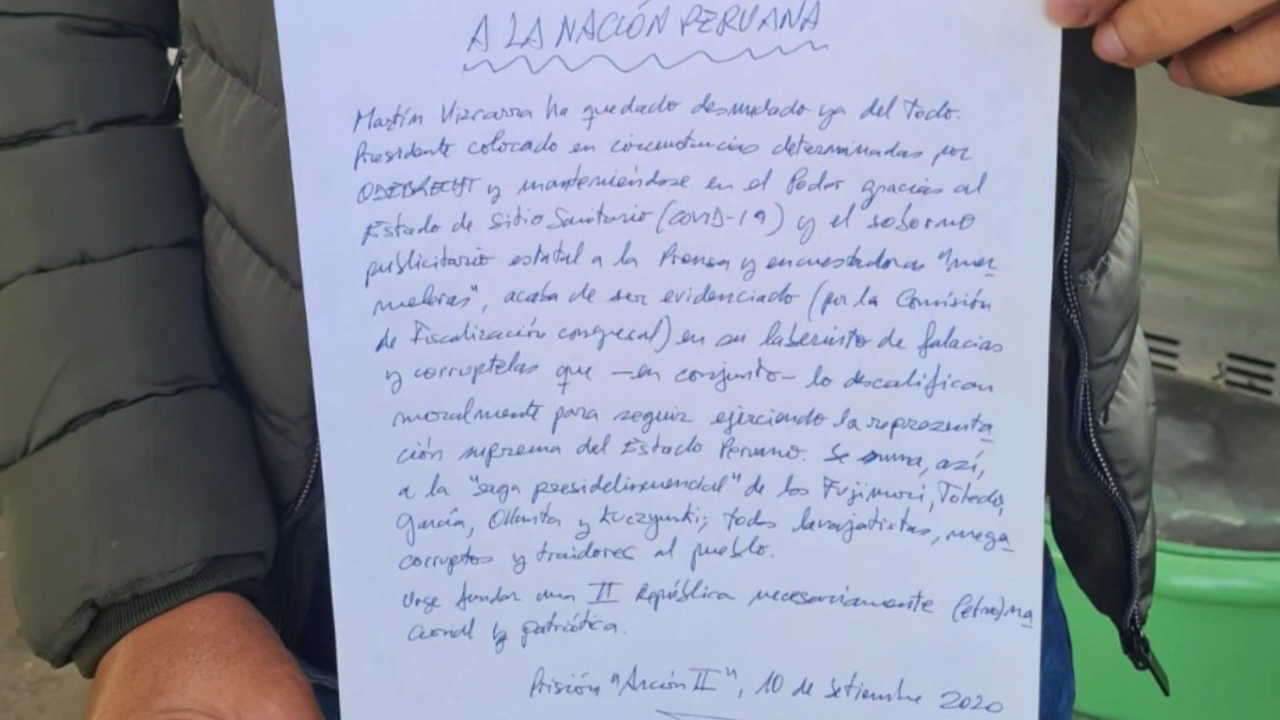 A LA NACIÓN PERUANA
Martín Vizcarra ha quedado desnudado ya del todo.
Presidente colocado en circunstancias determinadas por
ODEBRECHT y manteniéndose en el Poder gracias al
Estado de Sitio Sanitario (COVID-19) y el soborno
publicitario estatal a la Prensa y encuestadoras "mer
meleras", acaba de ser evidenciado (por la Comisión
de Fiscalización congresal) en su laberinto de falacias
y corruptelas que —en conjunto— lo descalifican
moralmente para seguir ejerciendo la representa
ción suprema del Estado Peruano. Se suma, así,
a la "saga presidelincuencial" de los Fujimori, Toledo,
García, Ollanta y Kuczynski; todos lavajatistas, mega
corruptos y traidores al pueblo.
Urge fundar una II República necesariamente (etno)na
cional y patriótica.
Prisión "Ancón II", 10 de Setiembre 2020